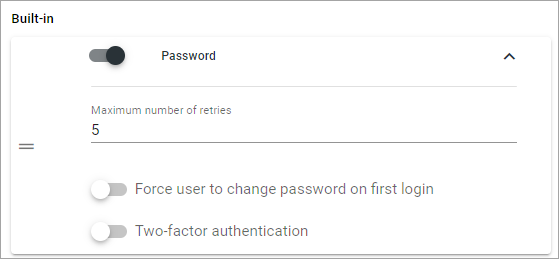 Built-in
Password
Maximum number of retries
5
Force user to change password on first login
Two-factor authentication